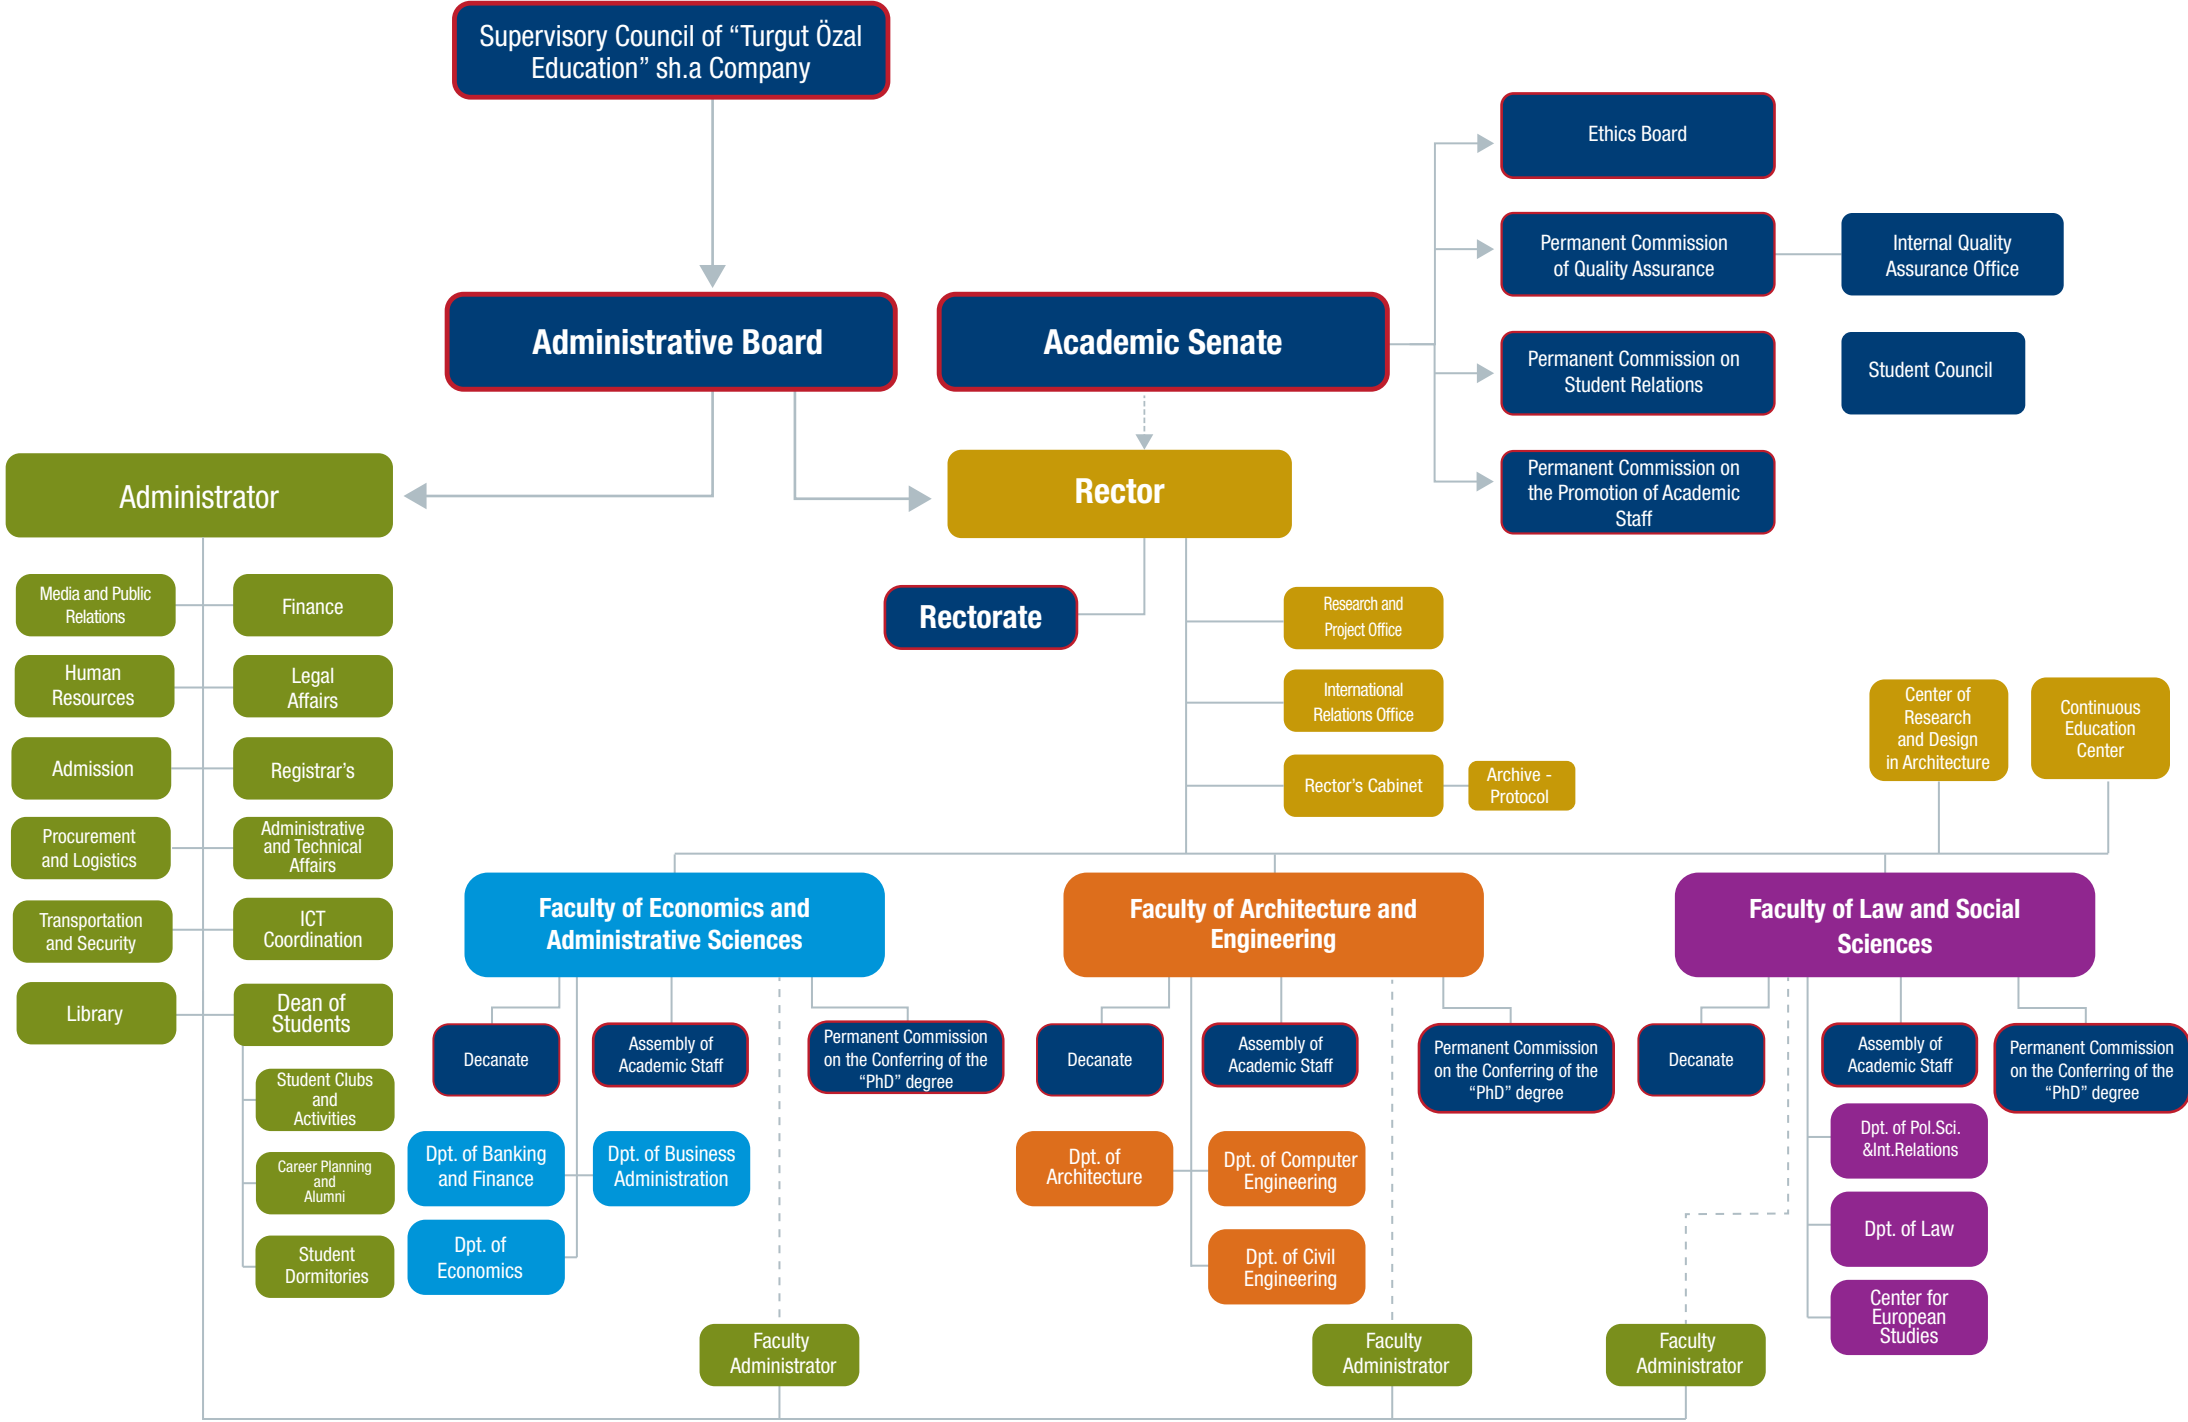 Supervisory Council of “Turgut Özal
Education” sh.a Company
Ethics Board
Permanent Commission
of Quality Assurance
Internal Quality
Assurance Office
Administrative Board
Academic Senate
Permanent Commission on
Student Relations
Student Council
Permanent Commission on
the Promotion of Academic
Staff
Administrator
Rector
Media and Public
Relations
Finance
Rectorate
Research and
Project Office
Human
Resources
Legal
Affairs
International
Relations Office
Center of
Research
and Design
in Architecture
Continuous
Education
Center
Admission
Registrar’s
Rector’s Cabinet
Archive -
Protocol
Procurement
and Logistics
Administrative
and Technical
Affairs
Transportation
and Security
ICT
Coordination
Faculty of Economics and
Administrative Sciences
Faculty of Architecture and
Engineering
Faculty of Law and Social
Sciences
Library
Dean of
Students
Decanate
Assembly of
Academic Staff
Permanent Commission
on the Conferring of the
“PhD” degree
Decanate
Assembly of
Academic Staff
Permanent Commission
on the Conferring of the
“PhD” degree
Decanate
Assembly of
Academic Staff
Permanent Commission
on the Conferring of the
“PhD” degree
Student Clubs
and
Activities
Career Planning
and
Alumni
Student
Dormitories
Dpt. of Banking
and Finance
Dpt. of Business
Administration
Dpt. of
Economics
Dpt. of
Architecture
Dpt. of Computer
Engineering
Dpt. of Civil
Engineering
Dpt. of Pol.Sci.
&Int.Relations
Dpt. of Law
Center for
European
Studies
Faculty
Administrator
Faculty
Administrator
Faculty
Administrator